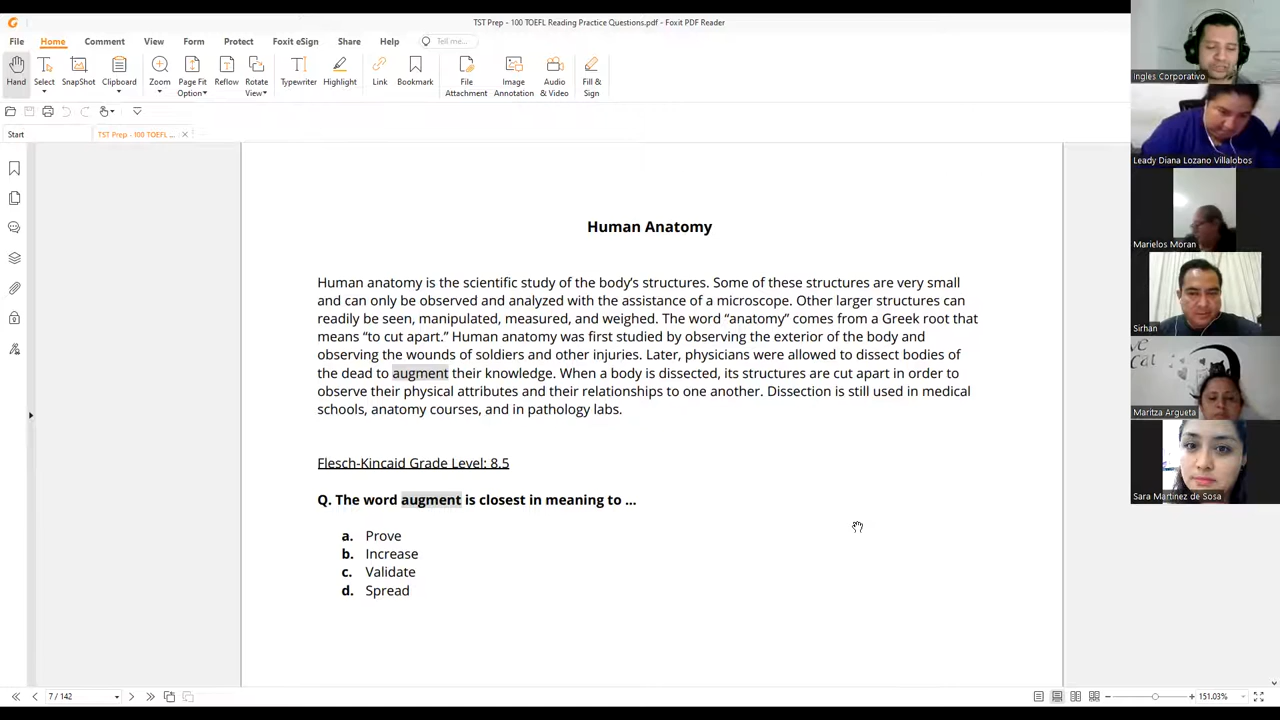 TST Prep - 100 TOEFL Reading Practice Questions.pdf - Foxit PDF Reader
File Home Comment View Form Protect Foxit eSign Share Help Tell me...
Hand Select SnapShot Clipboard Zoom Page Fit Option Reflow Rotate View Typewriter Highlight Link Bookmark File Attachment Image Annotation Audio & Video Fill & Sign
Start TST Prep - 100 TOEFL ...
Human Anatomy
Human anatomy is the scientific study of the body's structures. Some of these structures are very small
and can only be observed and analyzed with the assistance of a microscope. Other larger structures can
readily be seen, manipulated, measured, and weighed. The word “anatomy” comes from a Greek root that
means “to cut apart.” Human anatomy was first studied by observing the exterior of the body and
observing the wounds of soldiers and other injuries. Later, physicians were allowed to dissect bodies of
the dead to augment their knowledge. When a body is dissected, its structures are cut apart in order to
observe their physical attributes and their relationships to one another. Dissection is still used in medical
schools, anatomy courses, and in pathology labs.
Flesch-Kincaid Grade Level: 8.5
Q. The word augment is closest in meaning to ...
a. Prove
b. Increase
c. Validate
d. Spread
7 / 142
151.03%
Ingles Corporativo
Leady Diana Lozano Villalobos
Marielos Moran
Sirhan
Maritza Argueta
Sara Martinez de Sosa